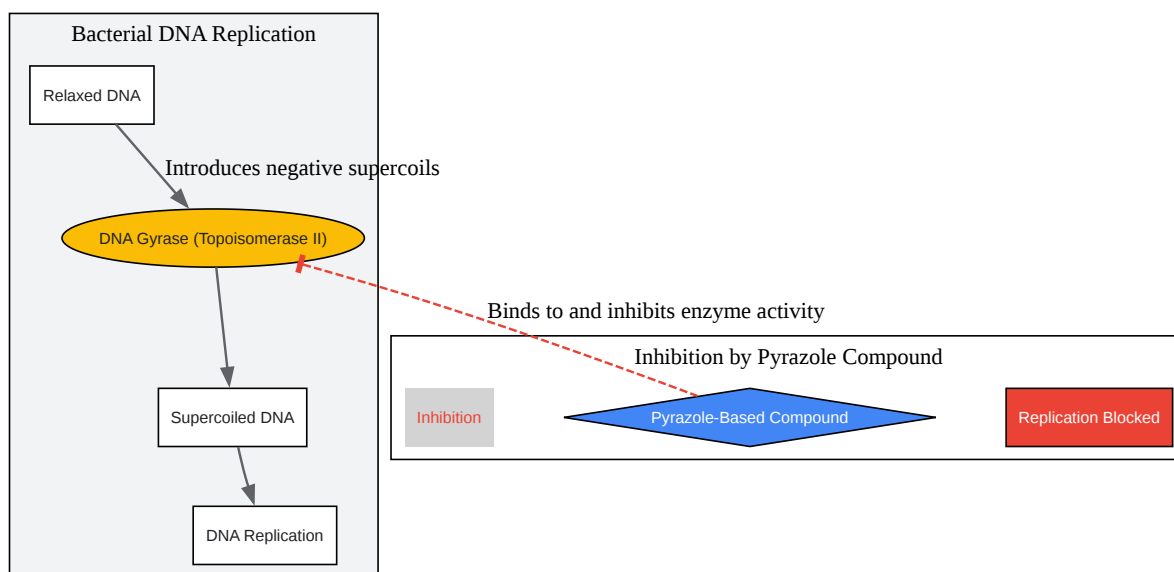 Bacterial DNA Replication
Relaxed DNA
Introduces negative supercoils
DNA Gyrase (Topoisomerase II)
Binds to and inhibits enzyme activity
Inhibition by Pyrazole Compound
Inhibition
Pyrazole-Based Compound
Replication Blocked
Supercoiled DNA
DNA Replication